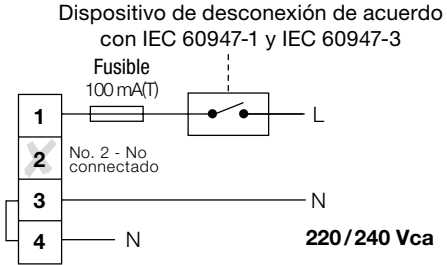 Dispositivo de desconexión de acuerdo
con IEC 60947-1 y IEC 60947-3
Fusible
100 mA(T)
1
L
2
No. 2 - No
connectado
3
N
4
N
220/240 Vca